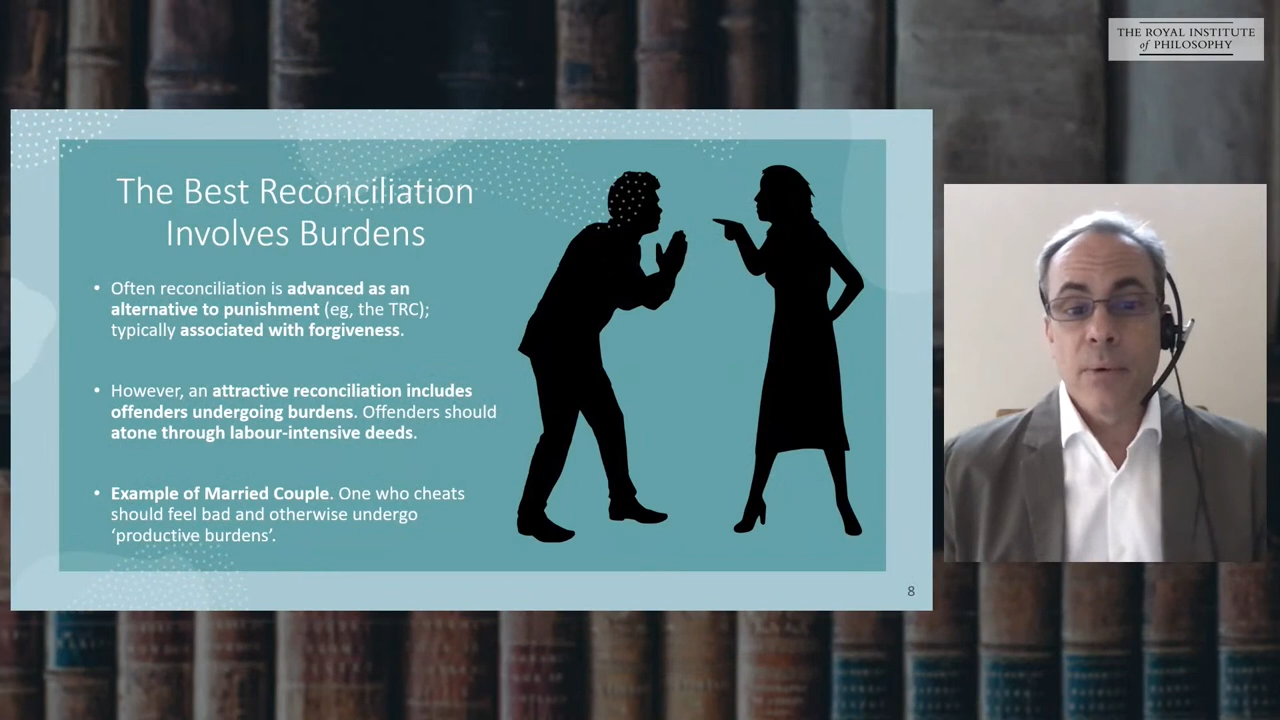 THE ROYAL INSTITUTE
of PHILOSOPHY
The Best Reconciliation
Involves Burdens
• Often reconciliation is advanced as an
alternative to punishment (eg, the TRC);
typically associated with forgiveness.
• However, an attractive reconciliation includes
offenders undergoing burdens. Offenders should
atone through labour-intensive deeds.
• Example of Married Couple. One who cheats
should feel bad and otherwise undergo
‘productive burdens’.
8